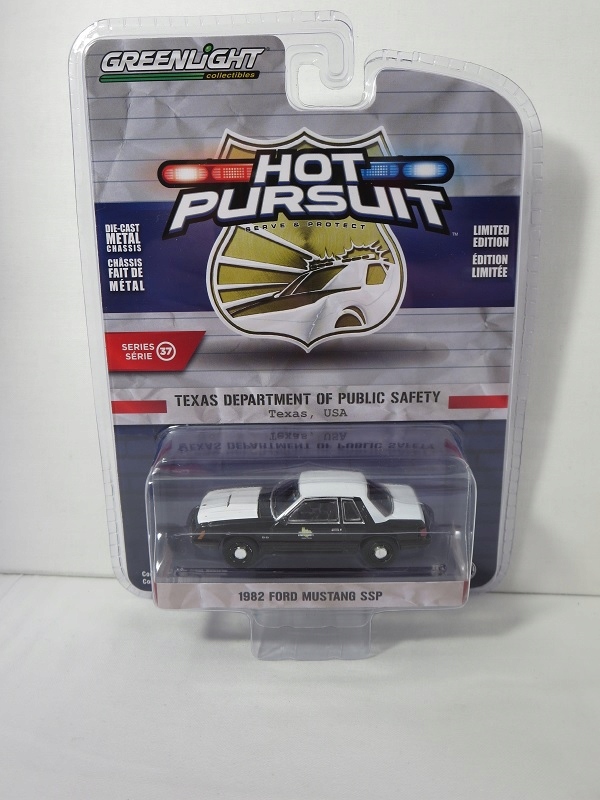 GREENLIGHT
collectibles
HOT
PURSUIT
™
SERVE & PROTECT
DIE-CAST
METAL
CHASSIS
CHÂSSIS
FAIT DE
MÉTAL
LIMITED
EDITION
ÉDITION
LIMITÉE
SERIES
SÉRIE 37
TEXAS DEPARTMENT OF PUBLIC SAFETY
Texas, USA
1982 FORD MUSTANG SSP